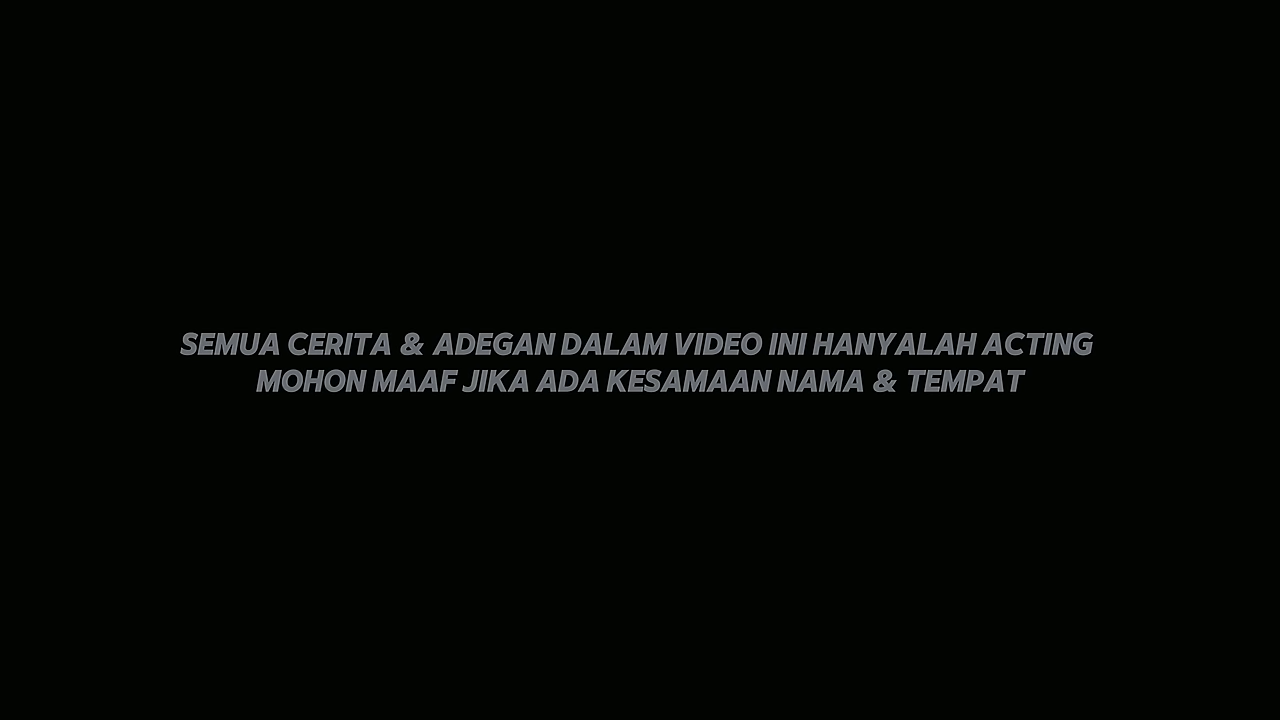 SEMUA CERITA & ADEGAN DALAM VIDEO INI HANYALAH ACTING
MOHON MAAF JIKA ADA KESAMAAN NAMA & TEMPAT